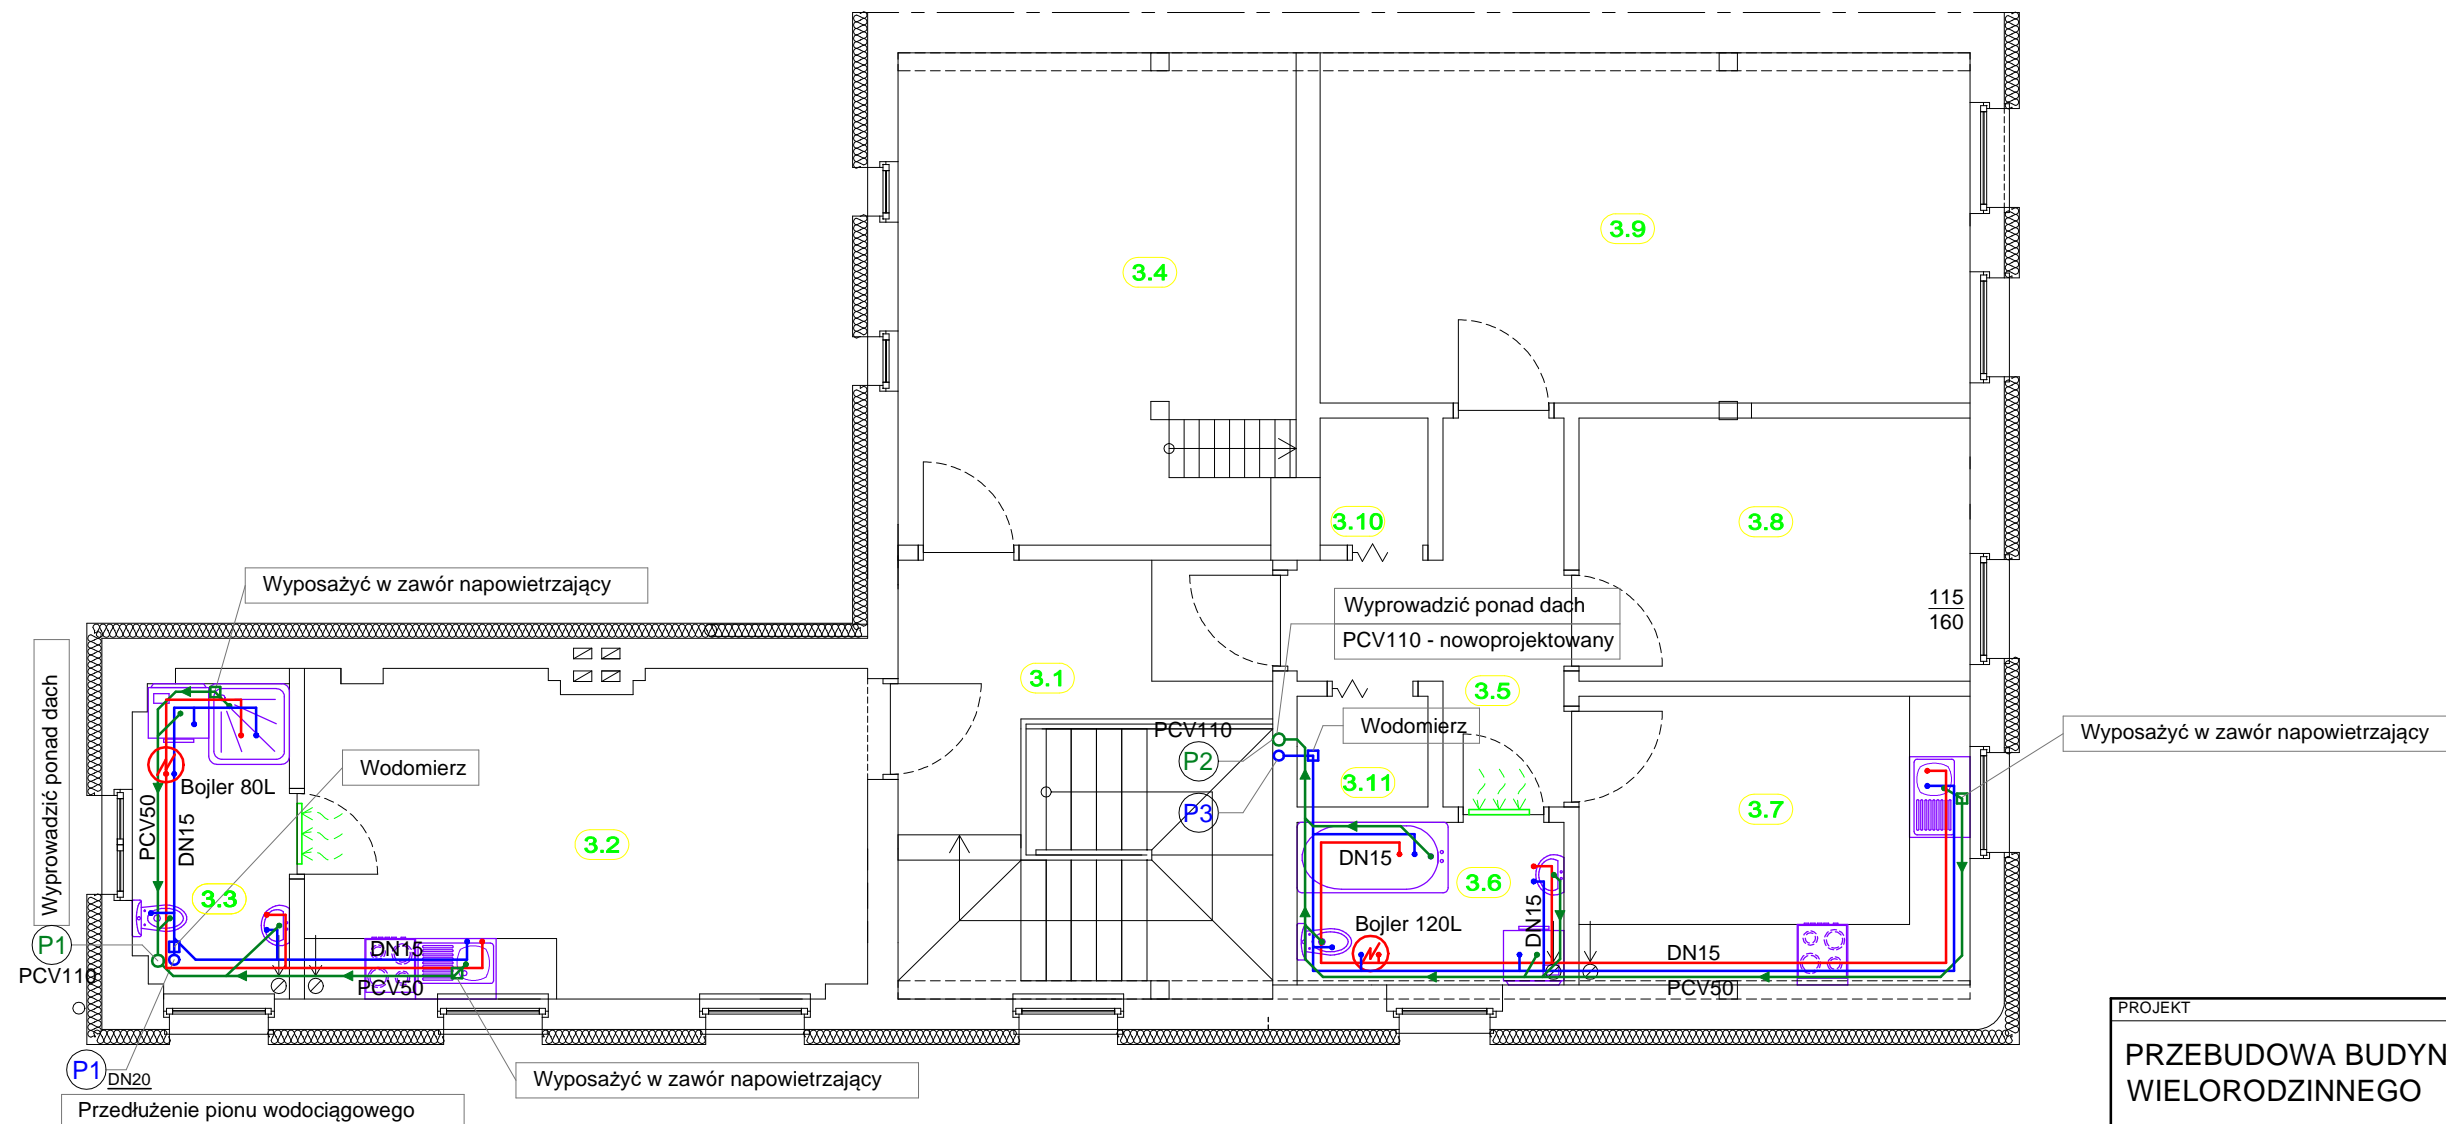 3.9
3.4
3.10
3.8
Wyposażyć w zawór napowietrzający
Wyprowadzić ponad dach
PCV110 - nowoprojektowany
115
160
Wyprowadzić ponad dach
3.1
3.5
PCV110
Wodomierz
Wyposażyć w zawór napowietrzający
P2
Wodomierz
Bojler 80L
3.11
P3
3.7
PCV50
DN15
3.2
DN15
3.6
3.3
Bojler 120L
DN15
P1
PCV110
DN15
PCV50
DN15
PCV50
PROJEKT
PRZEBUDOWA BUDYN
WIELORODZINNEGO
P1
DN20
Wyposażyć w zawór napowietrzający
Przedłużenie pionu wodociągowego